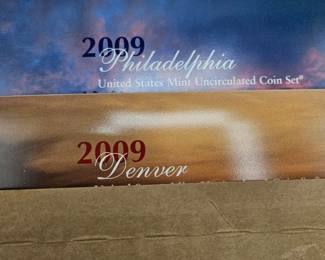 2009
Philadelphia
United States Mint Uncirculated Coin Set®
2009
Denver